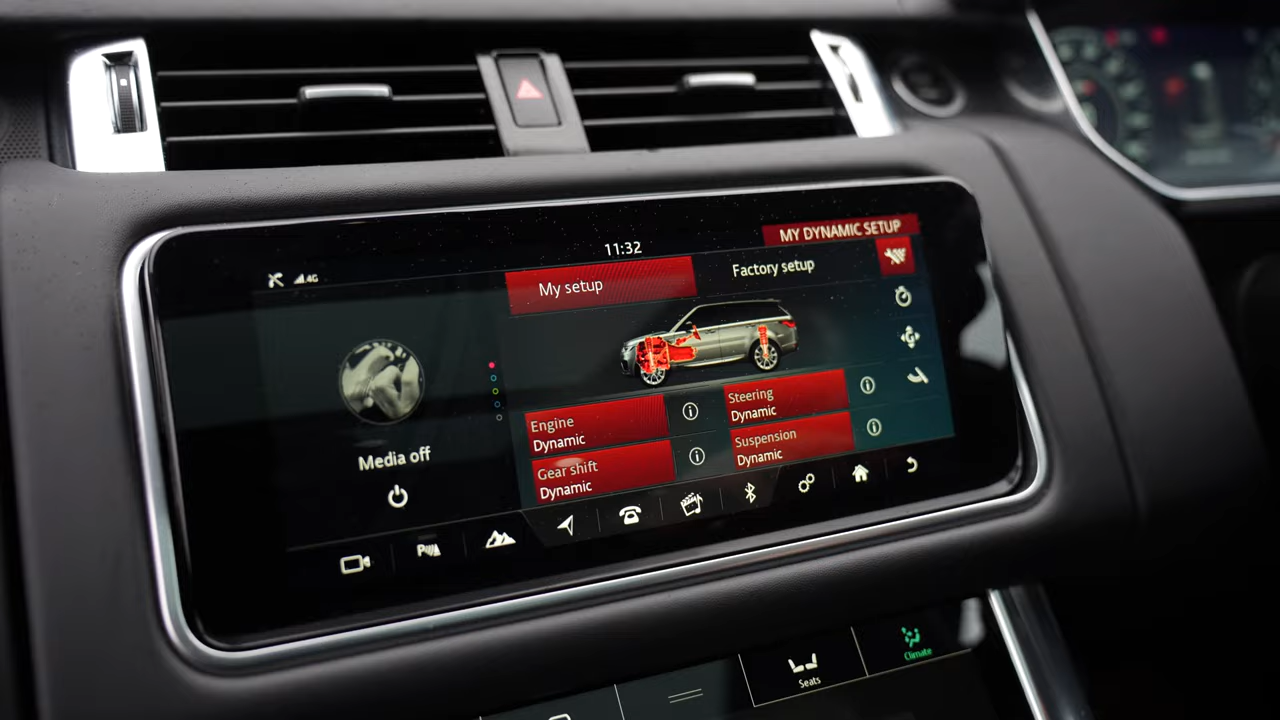 11:32
MY DYNAMIC SETUP
4G
My setup
Factory setup
Engine
Dynamic
Steering
Dynamic
Gear shift
Dynamic
Suspension
Dynamic
Media off
Seats
Climate